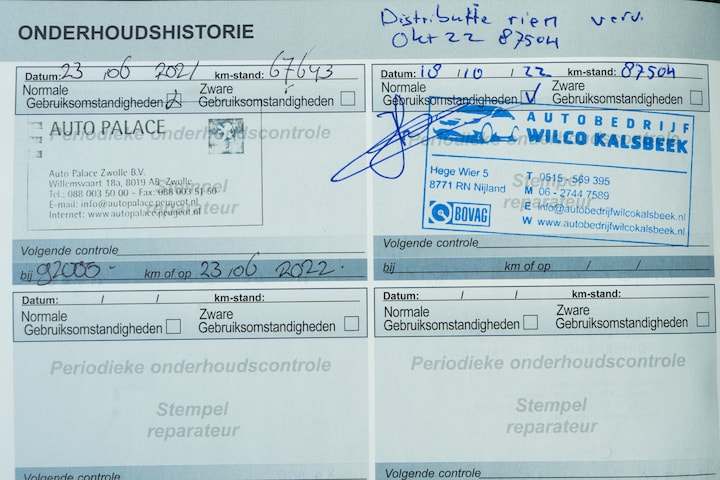 ONDERHOUDSHISTORIE
Distributie riem verv.
Okt 22 87504
Datum: 23 06 2021 km-stand: 67643
Normale
Gebruiksomstandigheden
Zware
Gebruiksomstandigheden
AUTO PALACE
Periodieke onderhoudscontrole
Auto Palace Zwolle B.V.
Willemsvaart 18a, 8019 AB Zwolle
Tel.: 088 003 50 00 - Fax: 088 003 51 60
E-mail: info@autopalace.peugeot.nl
Internet: www.autopalace.peugeot.nl
Stempel
reparateur
Volgende controle
bij 92000- km of op 23 06 2022.
Datum: 18 / 10 / 22 km-stand: 87504
Normale
Gebruiksomstandigheden
Zware
Gebruiksomstandigheden
AUTOBEDRIJF
WILCO KALSBEEK
Hege Wier 5
8771 RN Nijland
T 0515 - 569 395
M 06 - 2744 7589
E info@autobedrijfwilcokalsbeek.nl
W www.autobedrijfwilcokalsbeek.nl
BOVAG
Stempel
reparateur
Volgende controle
bij / / km of op
Datum: / / km-stand:
Normale
Gebruiksomstandigheden
Zware
Gebruiksomstandigheden
Periodieke onderhoudscontrole
Stempel
reparateur
Volgende controle
Datum: / / km-stand:
Normale
Gebruiksomstandigheden
Zware
Gebruiksomstandigheden
Periodieke onderhoudscontrole
Stempel
reparateur
Volgende controle